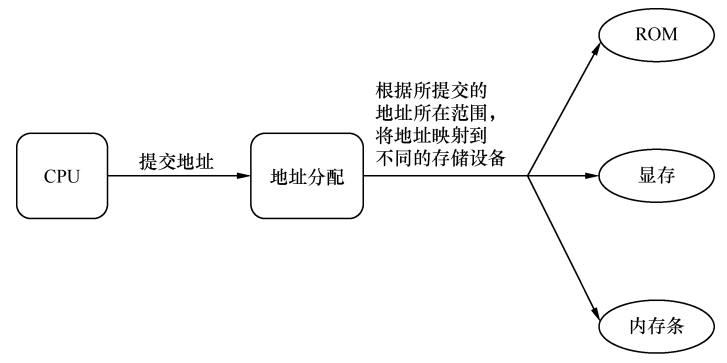 CPU
提交地址
地址分配
根据所提交的
地址所在范围，
将地址映射到
不同的存储设备
ROM
显存
内存条